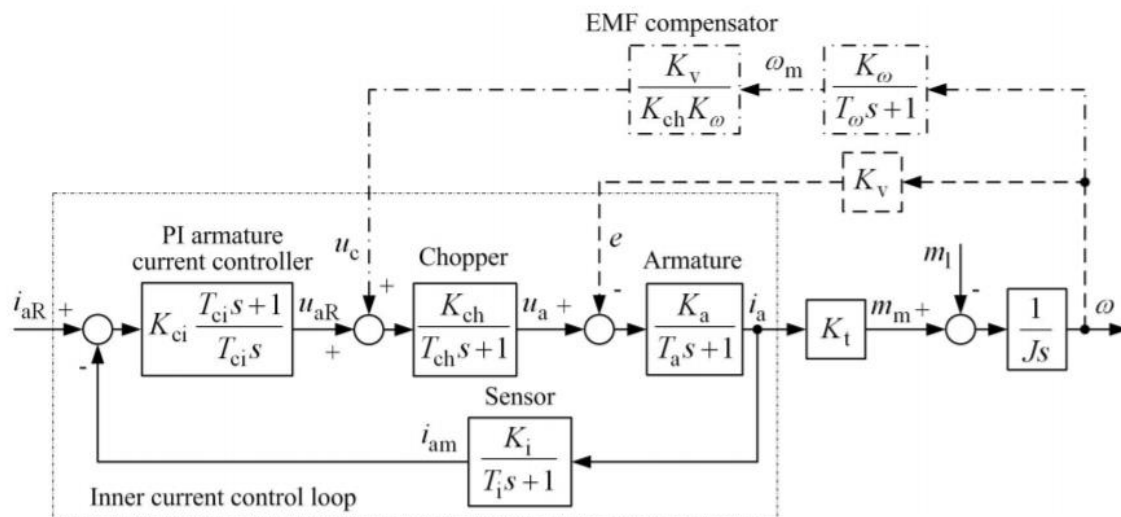 EMF compensator
K_v / (K_ch K_ω)
ω_m
K_ω / (T_ω s + 1)
K_v
PI armature
current controller
u_c
Chopper
e
Armature
m_l
i_aR
+
-
K_ci (T_ci s + 1) / (T_ci s)
u_aR
+
+
K_ch / (T_ch s + 1)
u_a
+
-
K_a / (T_a s + 1)
i_a
K_t
m_m
+
-
1 / (Js)
ω
Sensor
i_am
K_i / (T_i s + 1)
Inner current control loop